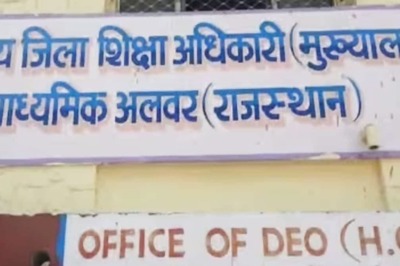 य जिला शिक्षा अधिकारी (मुख्याल
ाध्यमिक अलवर (राजस्थान)
OFFICE OF DEO (H.